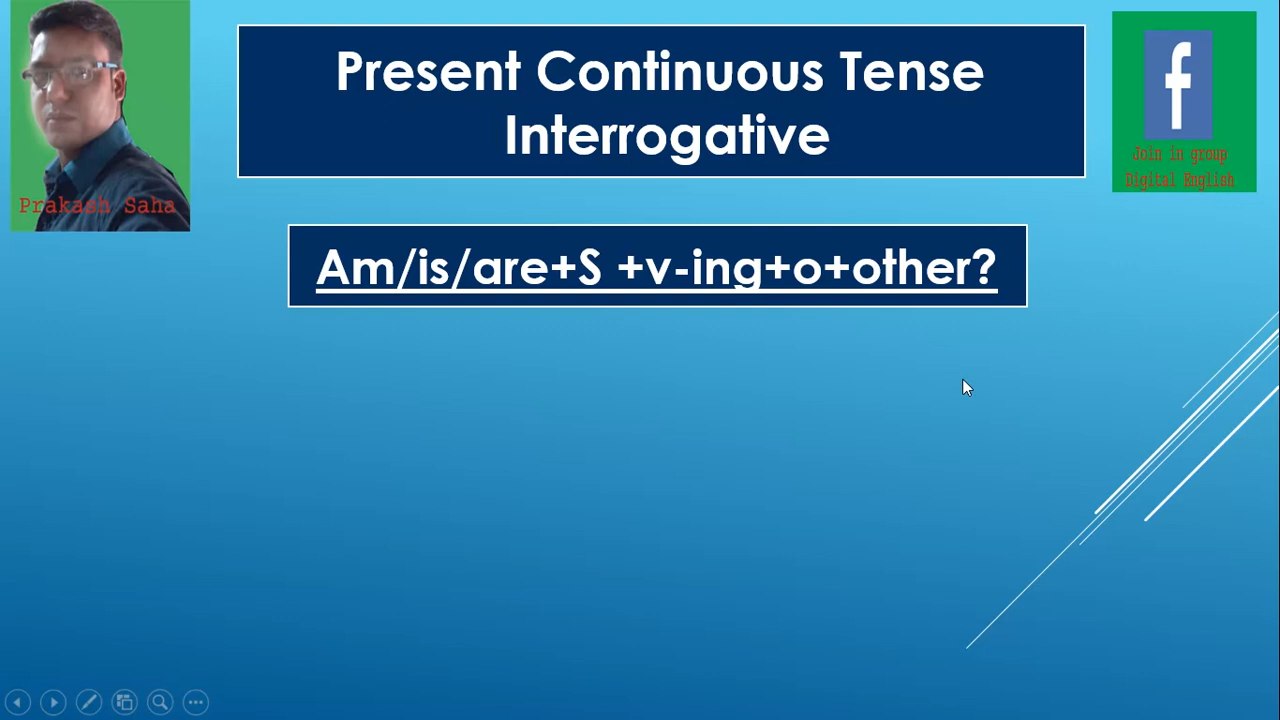 Present Continuous Tense
Interrogative
Join in group
Digital English
Prakash Saha
Am/is/are+S +v-ing+o+other?